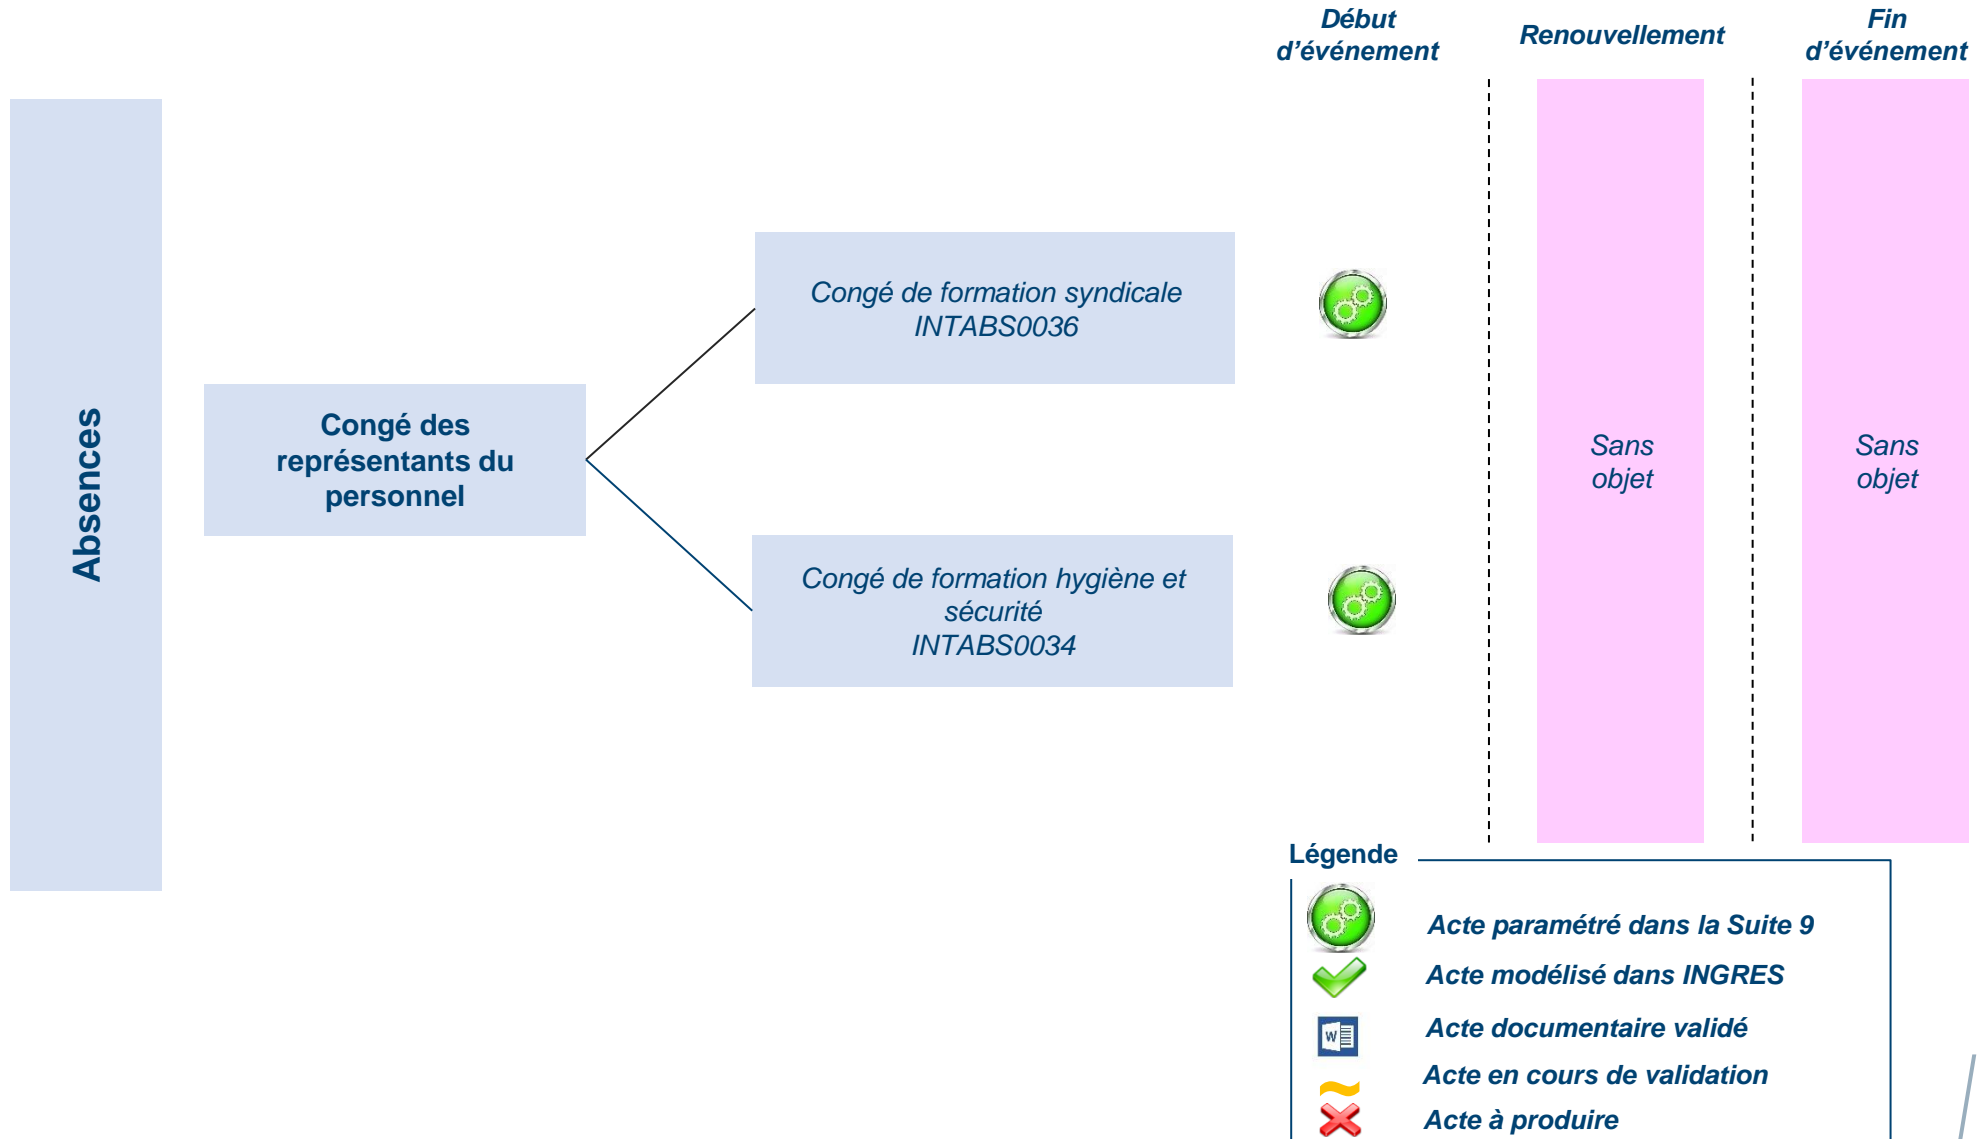 Début
d’événement
Renouvellement
Fin
d’événement
Absences
Congé des
représentants du
personnel
Congé de formation syndicale
INTABS0036
Congé de formation hygiène et
sécurité
INTABS0034
Sans
objet
Sans
objet
Légende
Acte paramétré dans la Suite 9
Acte modélisé dans INGRES
W
Acte documentaire validé
Acte en cours de validation
Acte à produire